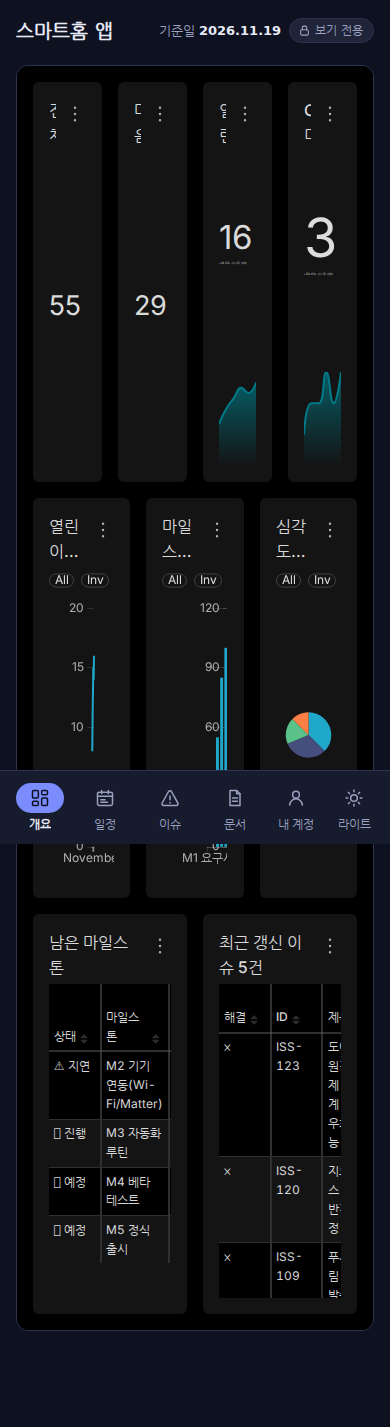 스마트홈 앱
기준일 2026.11.19
보기 전용
55
29
16
3
열린
이...
마일
스...
심각
도...
All Inv
All Inv
All Inv
20
15
10
0
Novembe
120
90
60
0
M1 요구사
개요
일정
이슈
문서
내 계정
라이트
남은 마일스
톤
상태
마일스
톤
지연
M2 기기
연동(Wi-
Fi/Matter)
진행
M3 자동화
루틴
예정
M4 베타
테스트
예정
M5 정식
출시
최근 갱신 이
슈 5건
해결
ID
x
ISS-
123
x
ISS-
120
x
ISS-
109